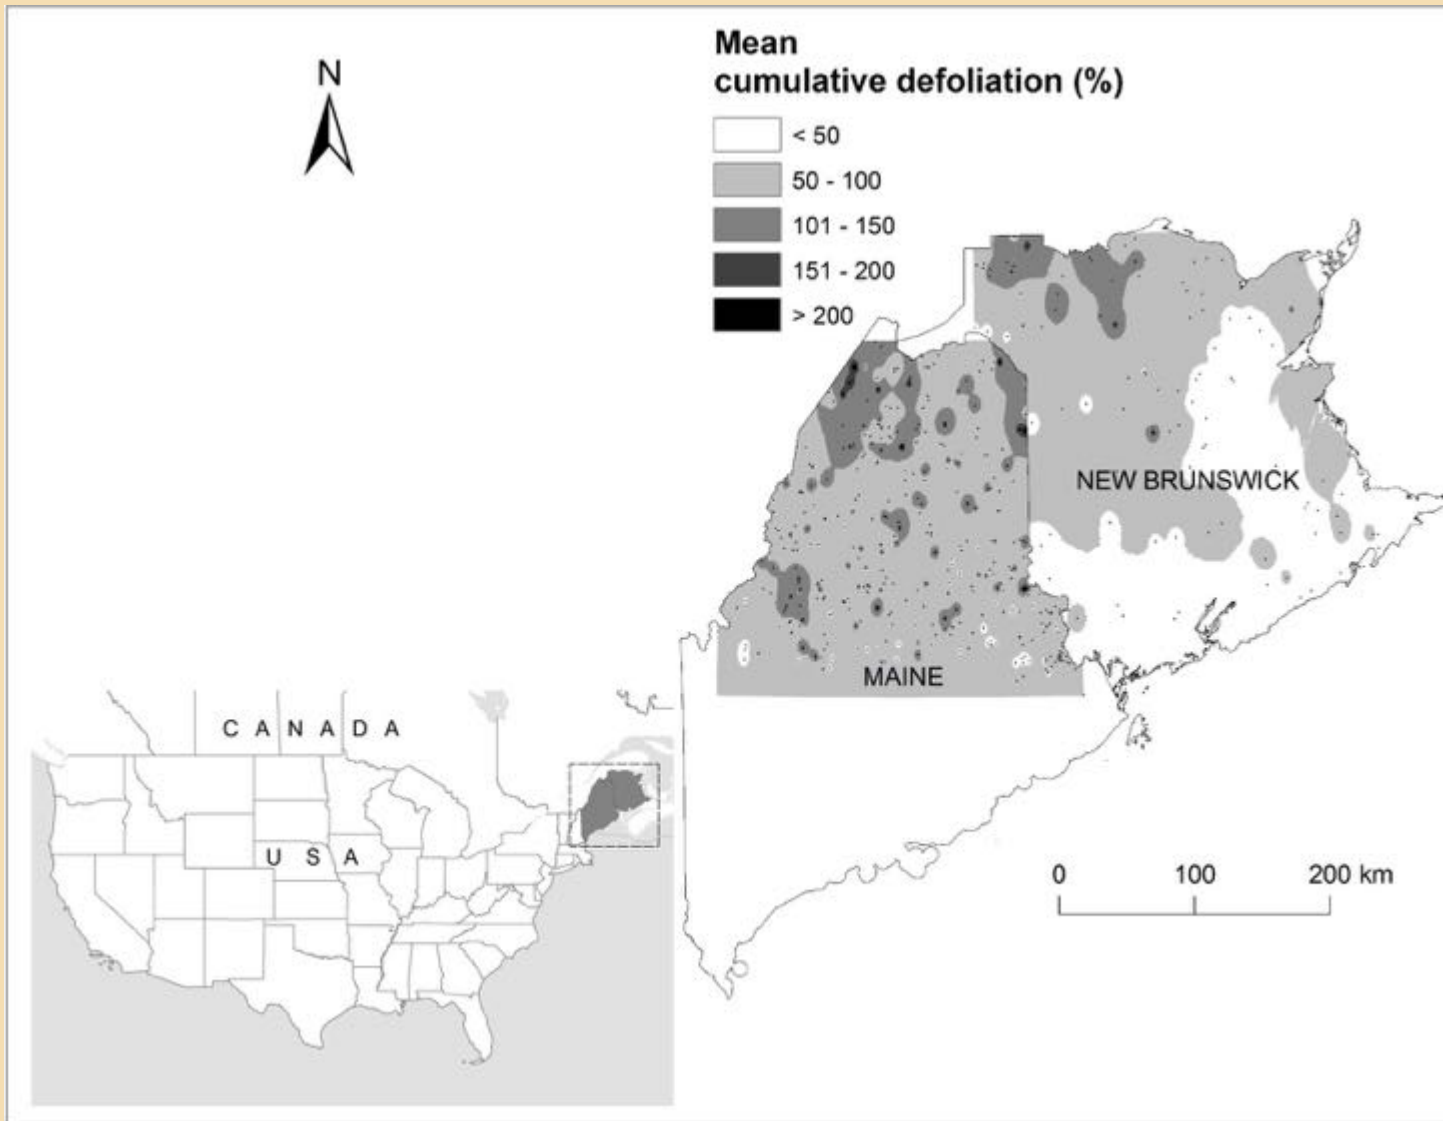 N
Mean
cumulative defoliation (%)
< 50
50 - 100
101 - 150
151 - 200
> 200
NEW BRUNSWICK
MAINE
CANADA
USA
0 100 200 km